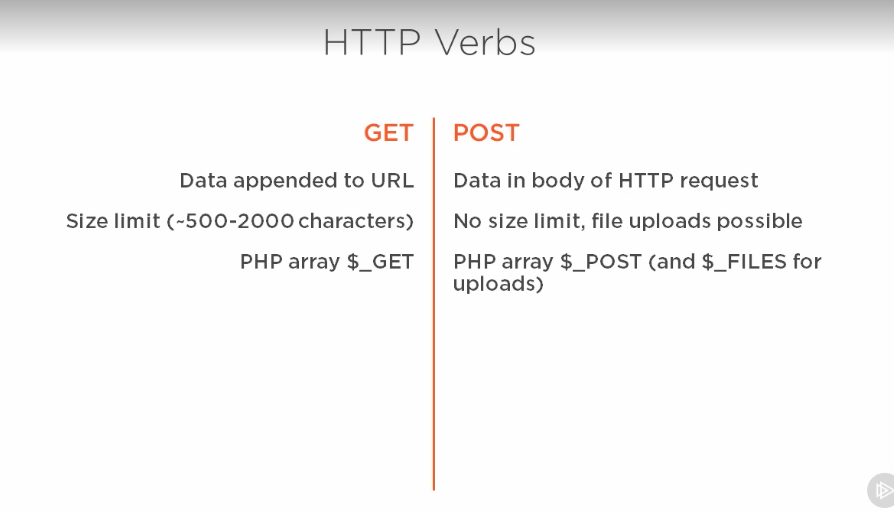 HTTP Verbs
GET
Data appended to URL
Size limit (~500-2000 characters)
PHP array $_GET
POST
Data in body of HTTP request
No size limit, file uploads possible
PHP array $_POST (and $_FILES for
uploads)